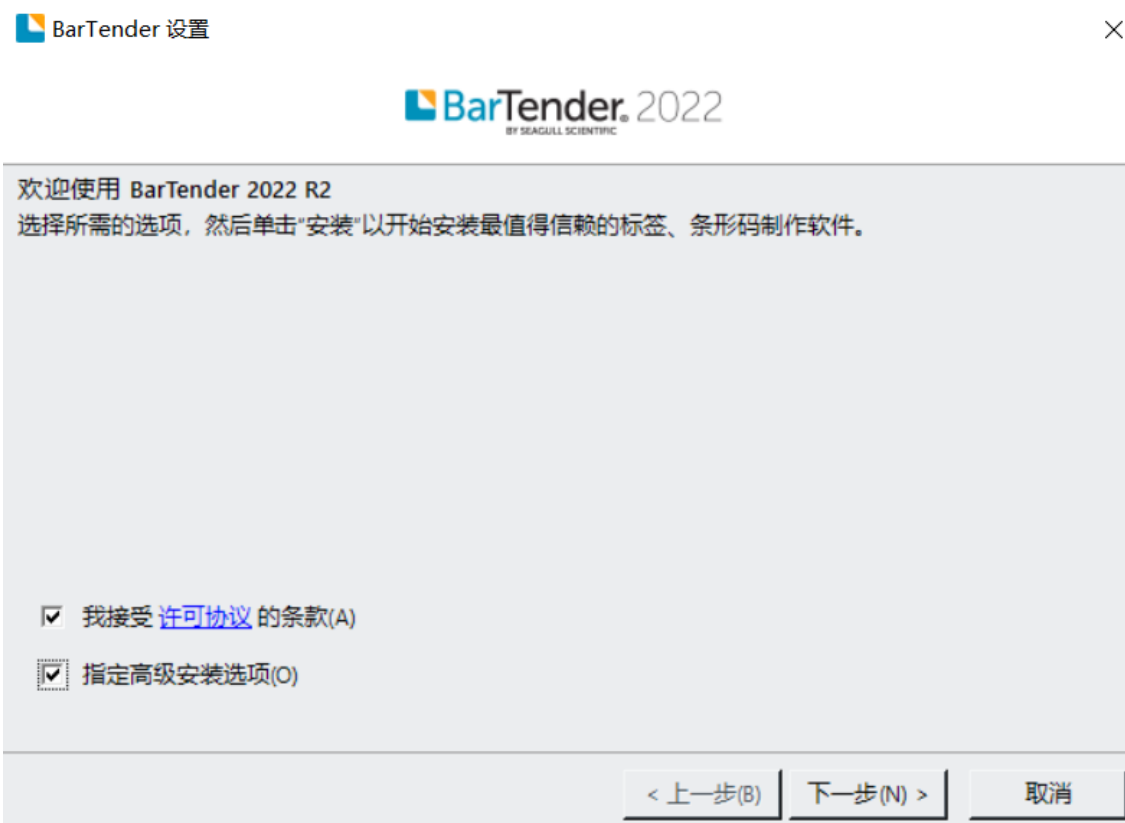 BarTender 设置
BarTender® 2022
BY SEAGULL SCIENTIFIC
欢迎使用 BarTender 2022 R2
选择所需的选项，然后单击“安装”以开始安装最值得信赖的标签、条形码制作软件。
我接受 许可协议 的条款(A)
指定高级安装选项(O)
< 上一步(B) 下一步(N) > 取消